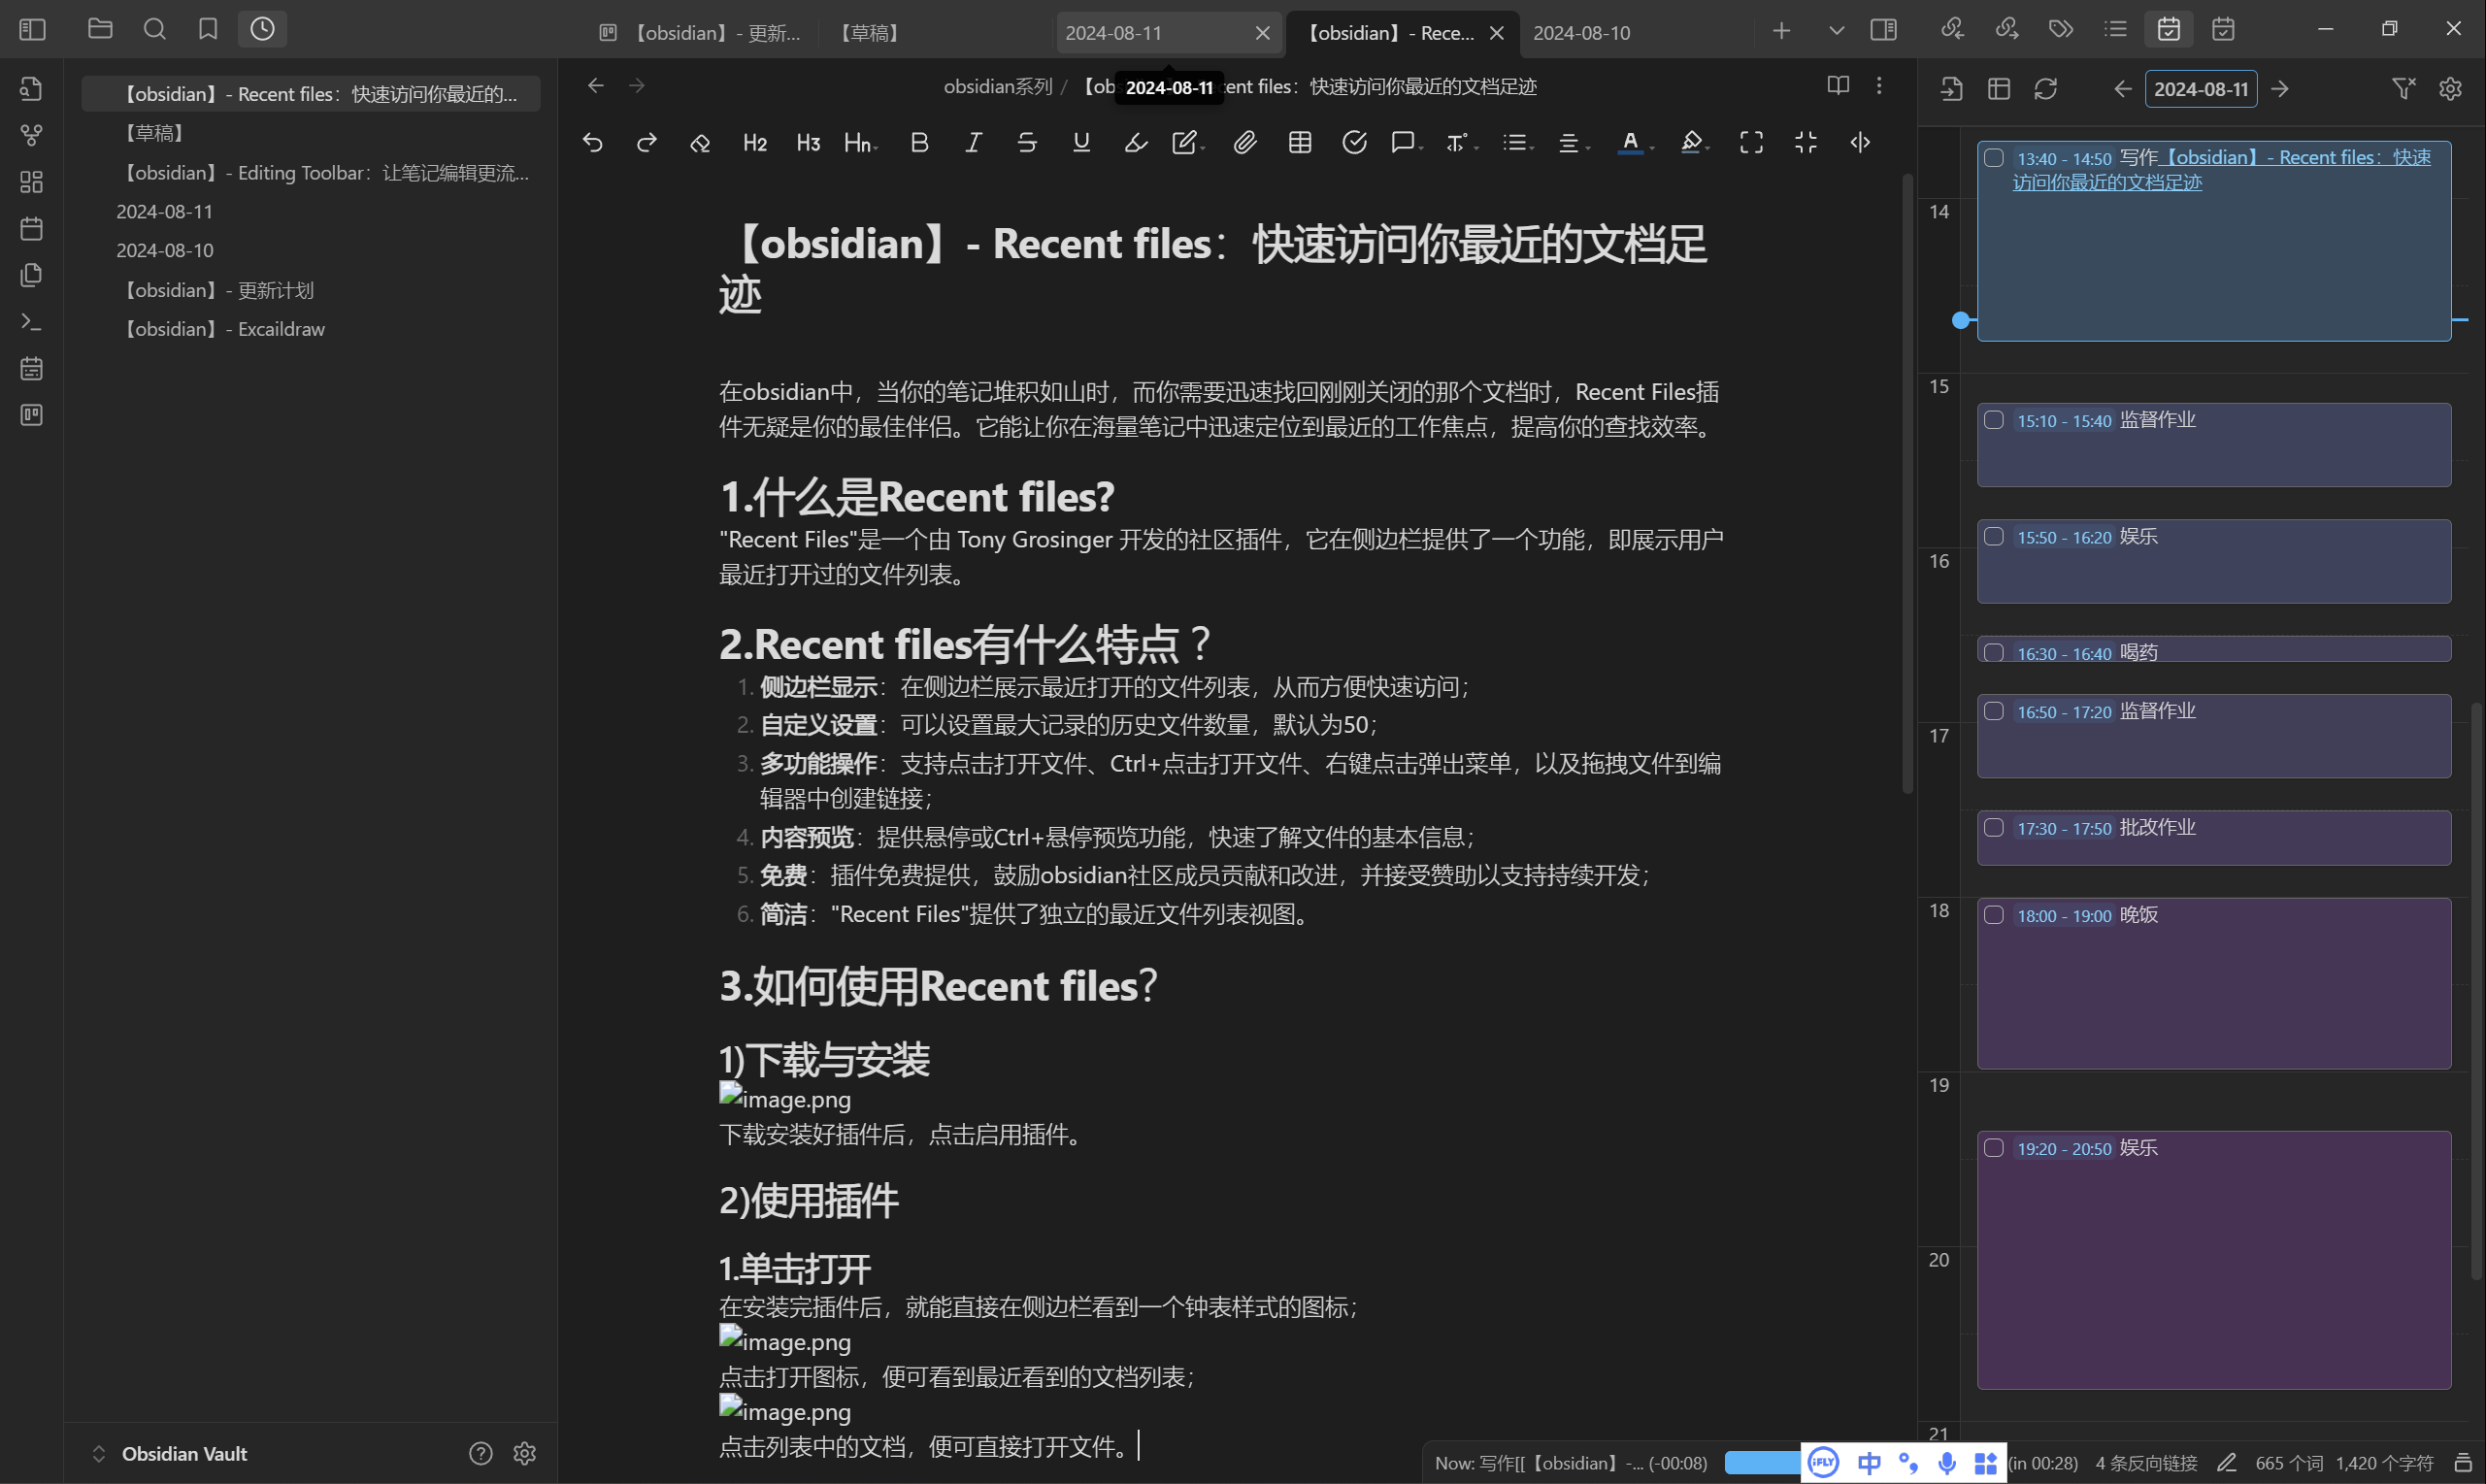 【obsidian】- 更新...
【草稿】
2024-08-11
【obsidian】- Rece...
2024-08-10
【obsidian】- Recent files：快速访问你最近的...
【草稿】
【obsidian】- Editing Toolbar：让笔记编辑更流...
2024-08-11
2024-08-10
【obsidian】- 更新计划
【obsidian】- Excaildraw
Obsidian Vault
obsidian系列 / 【ob
2024-08-11
ent files：快速访问你最近的文档足迹
H2 H3 Hn B I S U A
【obsidian】- Recent files：快速访问你最近的文档足
迹
在obsidian中，当你的笔记堆积如山时，而你需要迅速找回刚刚关闭的那个文档时，Recent Files插
件无疑是你的最佳伴侣。它能让你在海量笔记中迅速定位到最近的工作焦点，提高你的查找效率。
1.什么是Recent files?
"Recent Files"是一个由 Tony Grosinger 开发的社区插件，它在侧边栏提供了一个功能，即展示用户
最近打开过的文件列表。
2.Recent files有什么特点？
1. 侧边栏显示：在侧边栏展示最近打开的文件列表，从而方便快速访问；
2. 自定义设置：可以设置最大记录的历史文件数量，默认为50；
3. 多功能操作：支持点击打开文件、Ctrl+点击打开文件、右键点击弹出菜单，以及拖拽文件到编
辑器中创建链接；
4. 内容预览：提供悬停或Ctrl+悬停预览功能，快速了解文件的基本信息；
5. 免费：插件免费提供，鼓励obsidian社区成员贡献和改进，并接受赞助以支持持续开发；
6. 简洁："Recent Files"提供了独立的最近文件列表视图。
3.如何使用Recent files？
1)下载与安装
image.png
下载安装好插件后，点击启用插件。
2)使用插件
1.单击打开
在安装完插件后，就能直接在侧边栏看到一个钟表样式的图标；
image.png
点击打开图标，便可看到最近看到的文档列表；
image.png
点击列表中的文档，便可直接打开文件。
2024-08-11
13:40 - 14:50 写作【obsidian】- Recent files：快速
访问你最近的文档足迹
14
15
15:10 - 15:40 监督作业
15:50 - 16:20 娱乐
16
16:30 - 16:40 喝药
16:50 - 17:20 监督作业
17
17:30 - 17:50 批改作业
18
18:00 - 19:00 晚饭
19
19:20 - 20:50 娱乐
20
21
Now: 写作[[【obsidian】-... (-00:08)
iFLY 中
(in 00:28)
4 条反向链接
665 个词
1,420 个字符